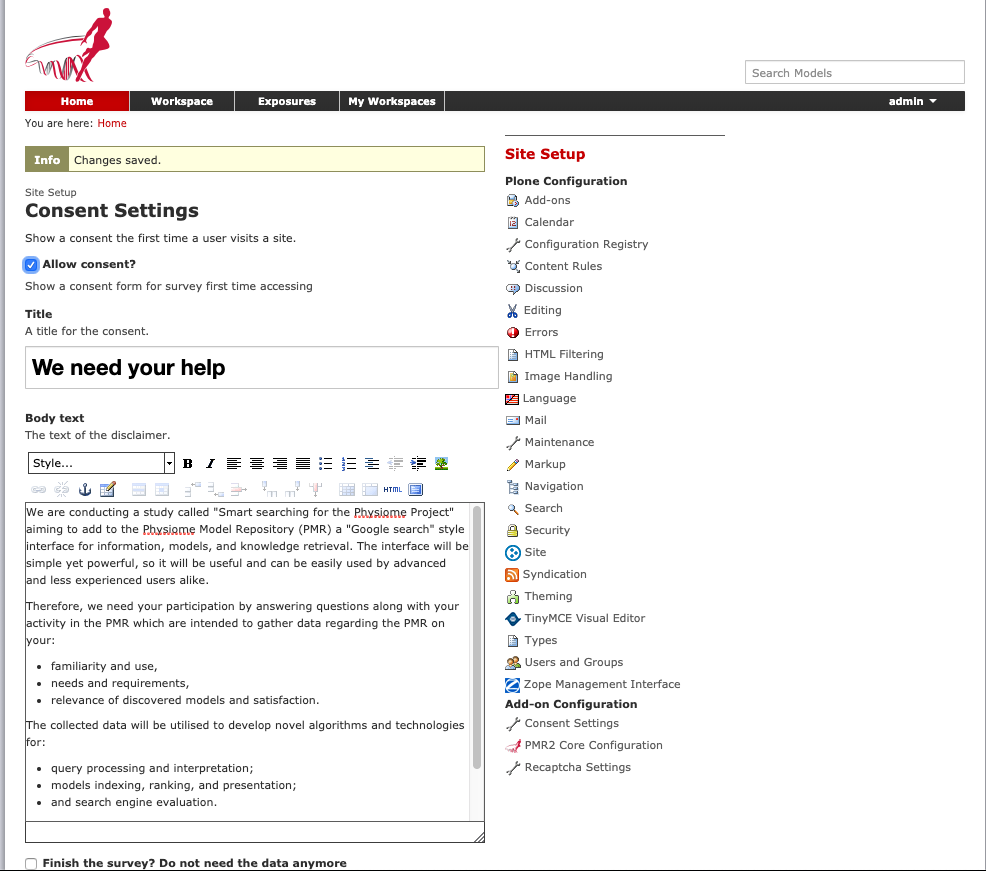 Search Models
Home Workspace Exposures My Workspaces admin
You are here: Home
Info Changes saved.
Site Setup
Consent Settings
Show a consent the first time a user visits a site.
Allow consent?
Show a consent form for survey first time accessing
Title
A title for the consent.
We need your help
Body text
The text of the disclaimer.
Style...
B I
HTML
We are conducting a study called "Smart searching for the Physiome Project"
aiming to add to the Physiome Model Repository (PMR) a "Google search" style
interface for information, models, and knowledge retrieval. The interface will be
simple yet powerful, so it will be useful and can be easily used by advanced
and less experienced users alike.
Therefore, we need your participation by answering questions along with your
activity in the PMR which are intended to gather data regarding the PMR on
your:
• familiarity and use,
• needs and requirements,
• relevance of discovered models and satisfaction.
The collected data will be utilised to develop novel algorithms and technologies
for:
• query processing and interpretation;
• models indexing, ranking, and presentation;
• and search engine evaluation.
Finish the survey? Do not need the data anymore
Site Setup
Plone Configuration
Add-ons
Calendar
Configuration Registry
Content Rules
Discussion
Editing
Errors
HTML Filtering
Image Handling
Language
Mail
Maintenance
Markup
Navigation
Search
Security
Site
Syndication
Theming
TinyMCE Visual Editor
Types
Users and Groups
Zope Management Interface
Add-on Configuration
Consent Settings
PMR2 Core Configuration
Recaptcha Settings